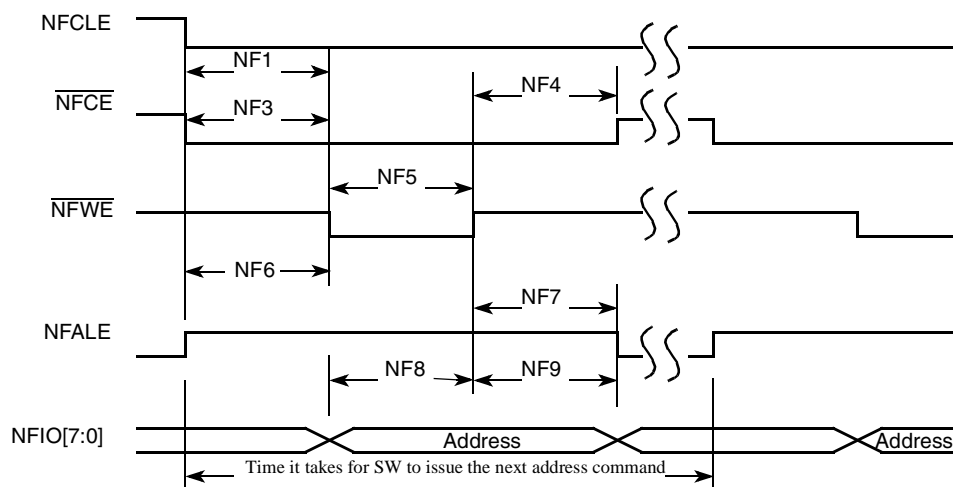 NFCLE
NF1
NFCE
NF3
NF4
NF5
NFWE
NF6
NF7
NFALE
NF8
NF9
NFIO[7:0]
Address
Address
Time it takes for SW to issue the next address command